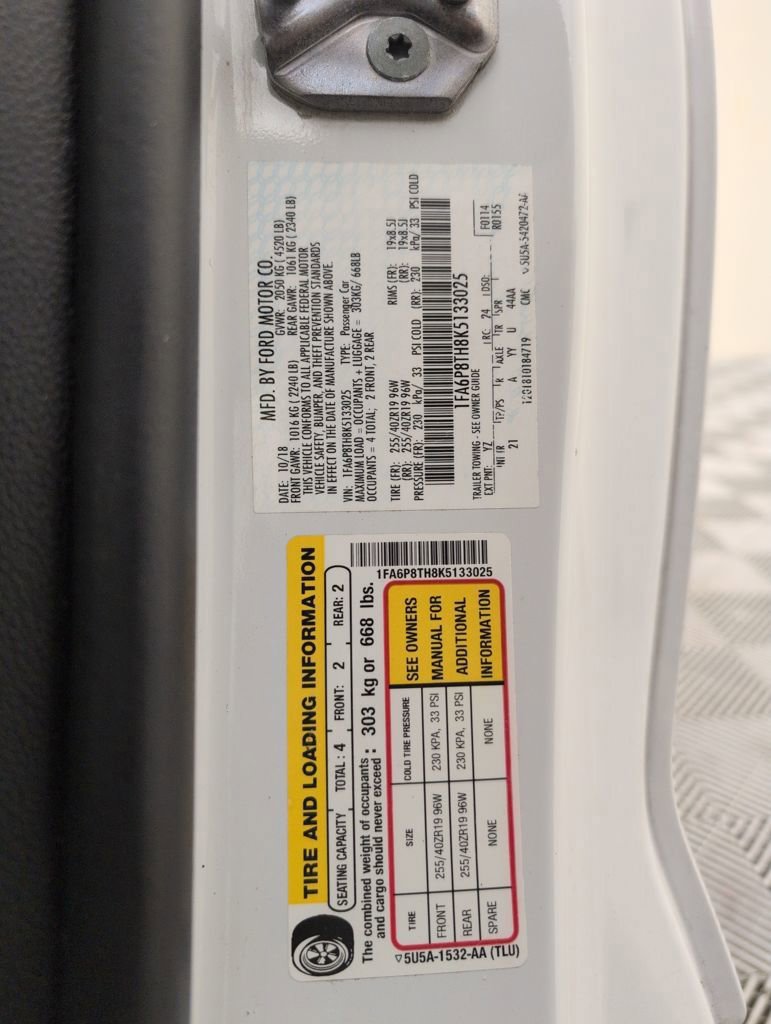 MFD. BY FORD MOTOR CO.
DATE: 10/18 GVWR: 2050 KG ( 4520 LB)
FRONT GAWR: 1016 KG ( 2240 LB) REAR GAWR: 1061 KG ( 2340 LB)
THIS VEHICLE CONFORMS TO ALL APPLICABLE FEDERAL MOTOR
VEHICLE SAFETY, BUMPER, AND THEFT PREVENTION STANDARDS
IN EFFECT ON THE DATE OF MANUFACTURE SHOWN ABOVE.
VIN: 1FA6P8TH8K5133025 TYPE: Passenger Car
MAXIMUM LOAD = OCCUPANTS + LUGGAGE = 303KG/ 668LB
OCCUPANTS = 4 TOTAL; 2 FRONT, 2 REAR
TIRE (FR): 255/40ZR19 96W RIMS (FR): 19x8.5J
(RR): 255/40ZR19 96W (RR): 19x8.5J
PRESSURE (FR): 230 kPa/ 33 PSI COLD (RR): 230 kPa/ 33 PSI COLD
1FA6P8TH8K5133025
TRAILER TOWING - SEE OWNER GUIDE
EXT PNT: YZ RC: 24 DSO: F0114
R0155
INT TR TP/PS R AXLE TR SPR
21 A YY U 44AA
CMC
1201810184719 5U5A-5420472-AA
TIRE AND LOADING INFORMATION
SEATING CAPACITY TOTAL : 4 FRONT: 2 REAR: 2
The combined weight of occupants
and cargo should never exceed : 303 kg or 668 lbs.
1FA6P8TH8K5133025
TIRE SIZE COLD TIRE PRESSURE SEE OWNERS
FRONT 255/40ZR19 96W 230 KPA, 33 PSI MANUAL FOR
REAR 255/40ZR19 96W 230 KPA, 33 PSI ADDITIONAL
SPARE NONE NONE INFORMATION
5U5A-1532-AA (TLU)